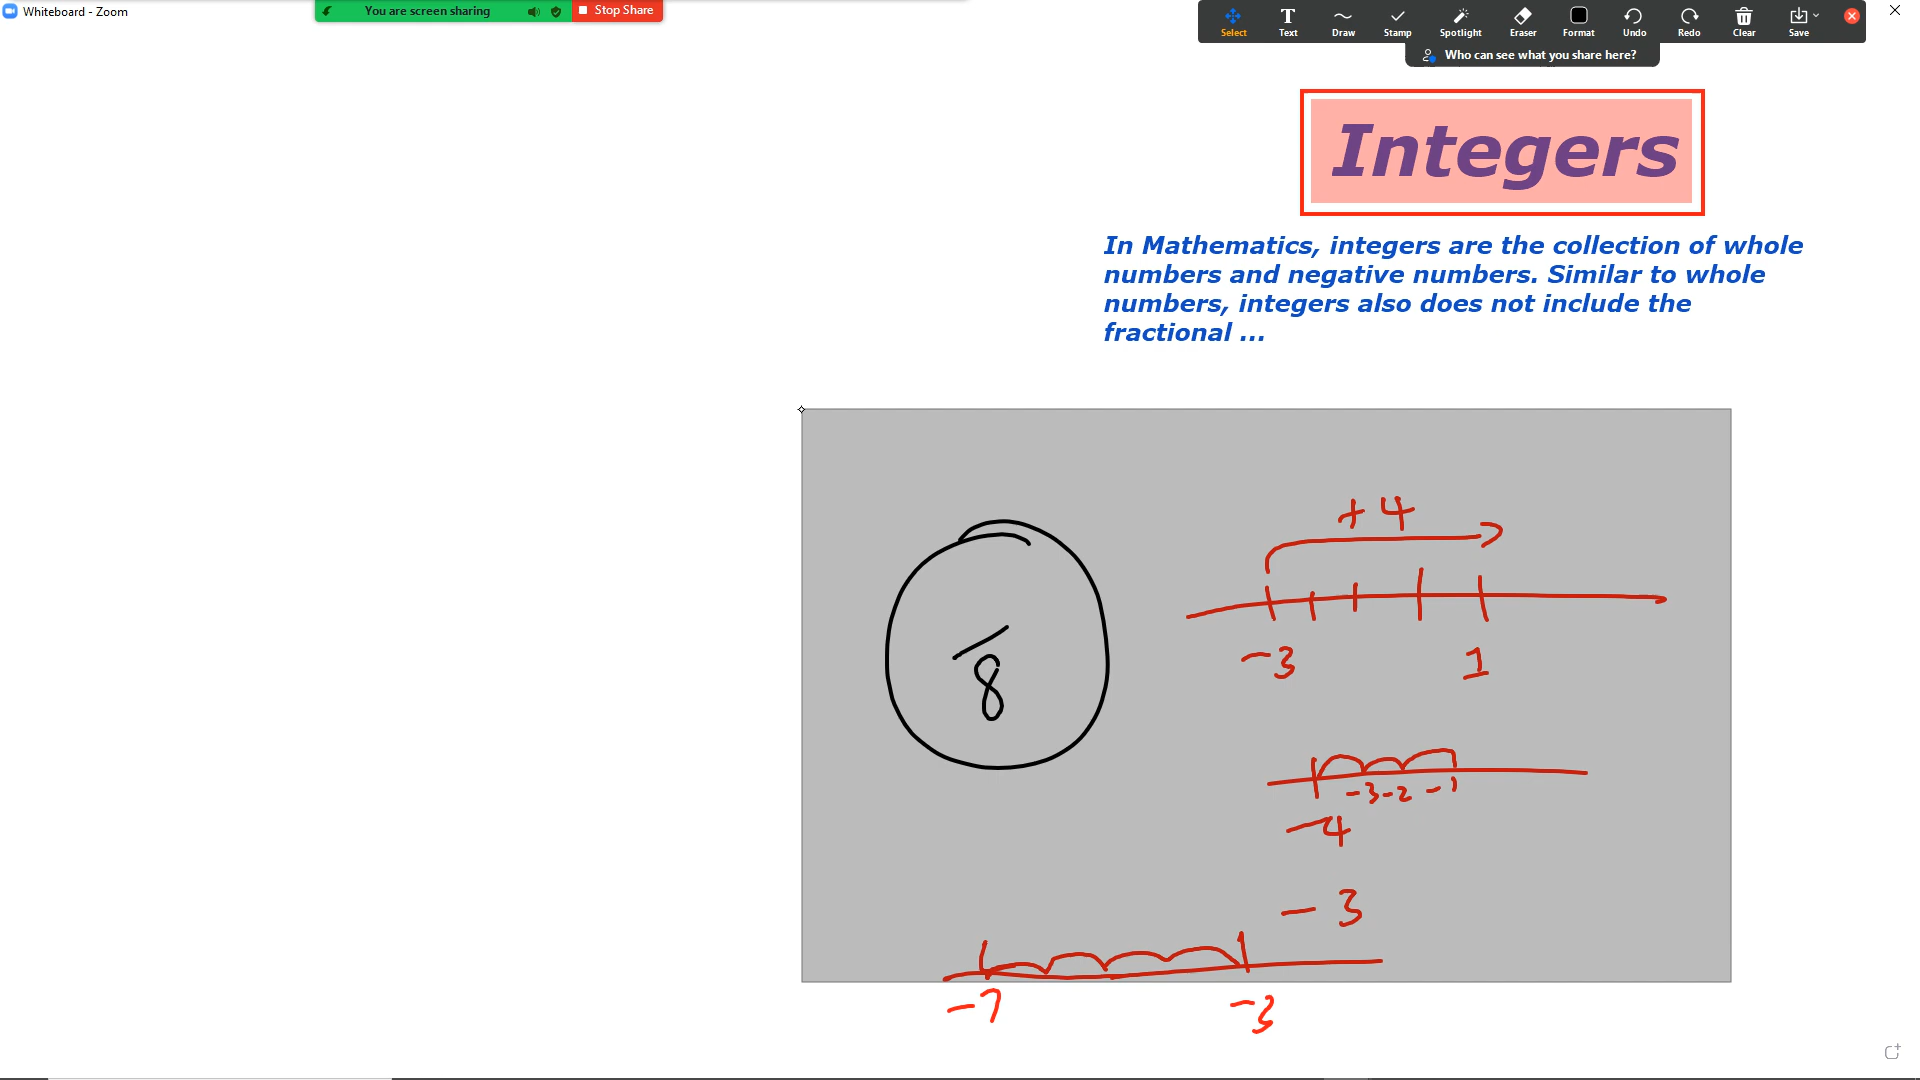 Whiteboard - Zoom
You are screen sharing
Stop Share
Select Text Draw Stamp Spotlight Eraser Format Undo Redo Clear Save
Who can see what you share here?
Integers
In Mathematics, integers are the collection of whole
numbers and negative numbers. Similar to whole
numbers, integers also does not include the
fractional ...
+4
-3 1
-8
-3 -2 -1
-4
-3
-7 -3